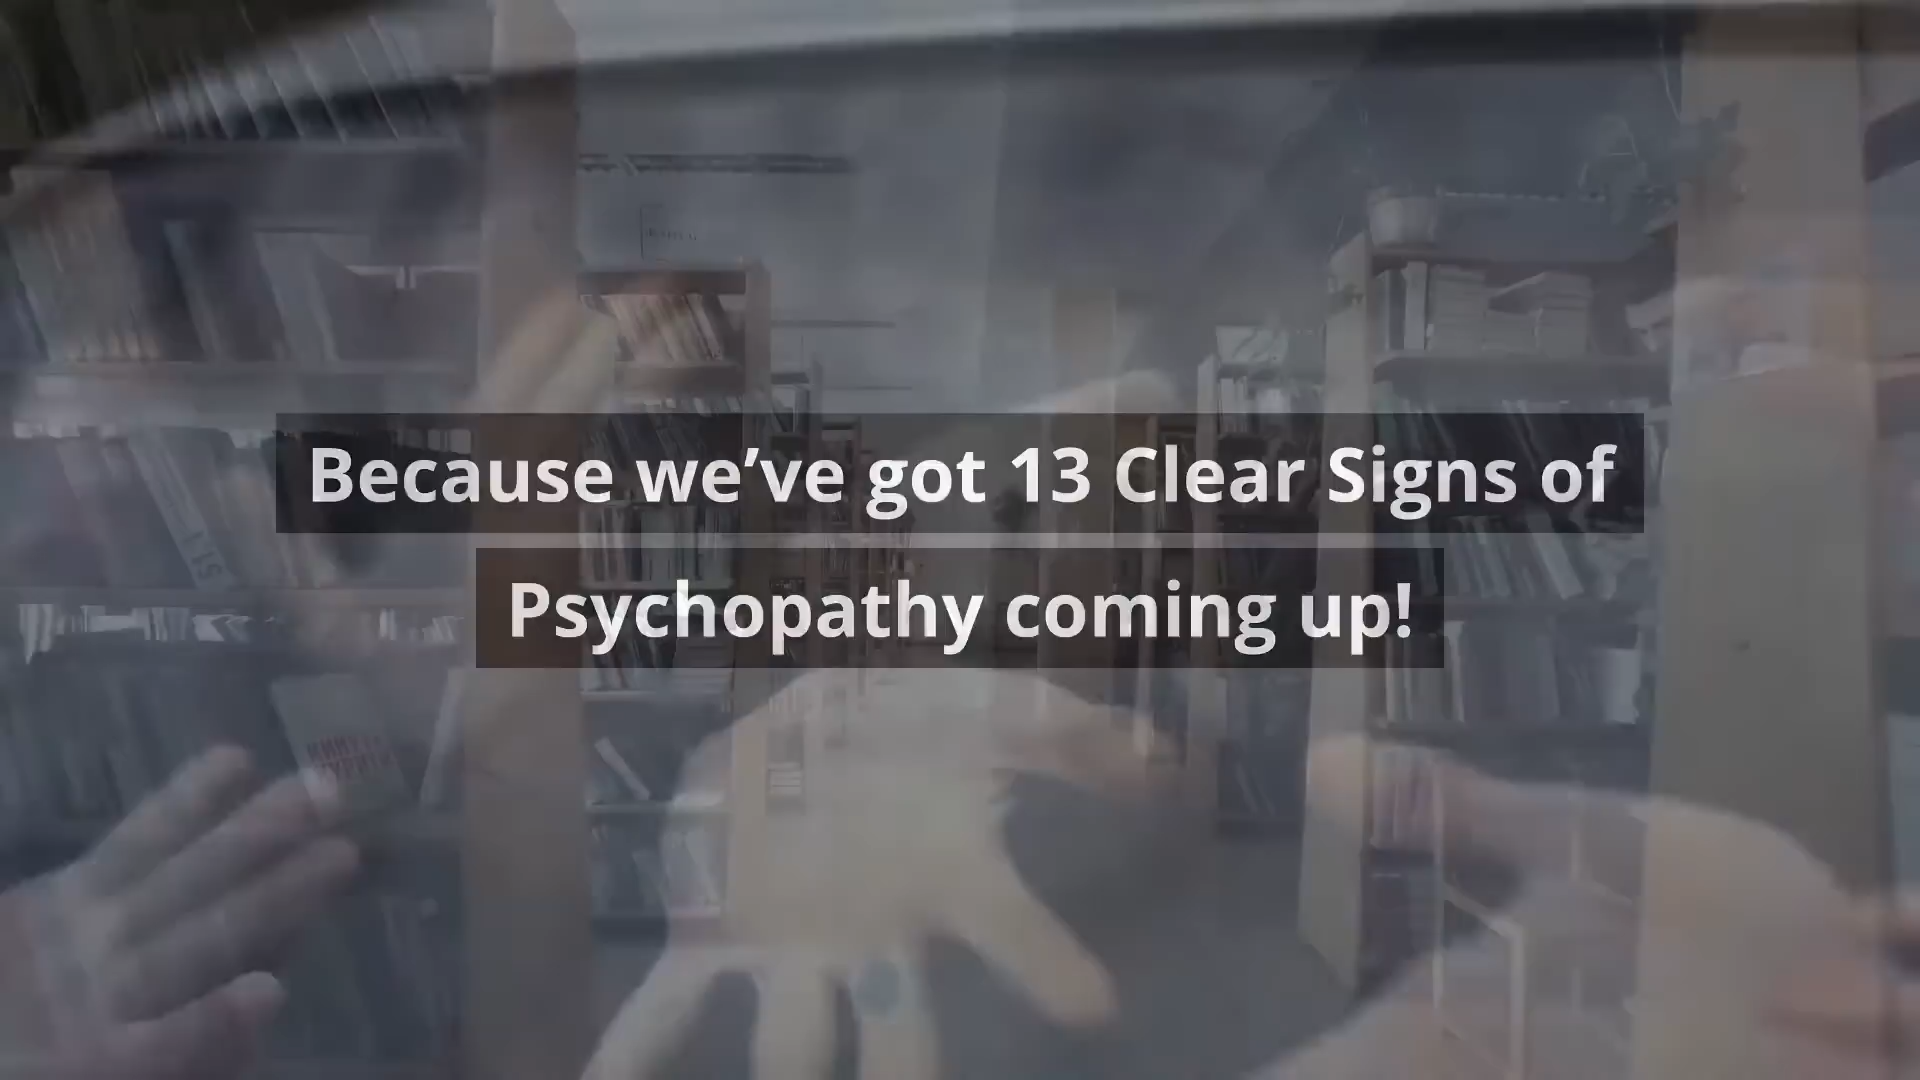 Because we’ve got 13 Clear Signs of
Psychopathy coming up!